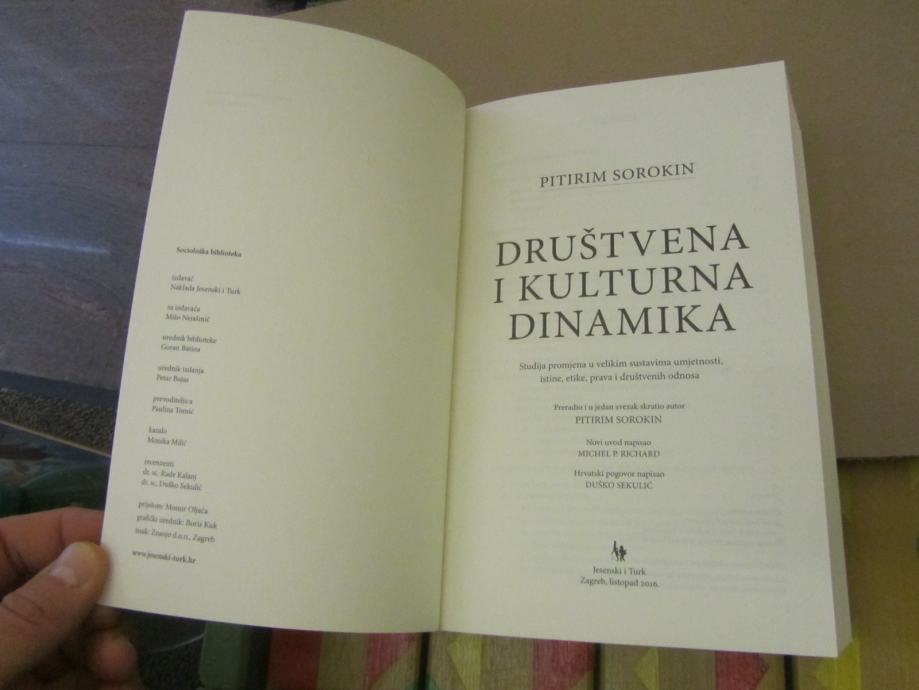 Sociološka biblioteka
izdavač
Naklada Jesenski i Turk
za izdavača
Mišo Nejašmić
urednik biblioteke
Goran Batina
urednik izdanja
Petar Bujas
prevoditeljica
Paulina Tomić
kazalo
Monika Milić
recenzenti
dr. sc. Rade Kalanj
dr. sc. Duško Sekulić
prijelom: Momir Oljača
grafički urednik: Boris Kuk
tisak: Znanje d.o.o., Zagreb
www.jesenski-turk.hr
PITIRIM SOROKIN
DRUŠTVENA
I KULTURNA
DINAMIKA
Studija promjena u velikim sustavima umjetnosti,
istine, etike, prava i društvenih odnosa
Preradio i u jedan svezak skratio autor
PITIRIM SOROKIN
Novi uvod napisao
MICHEL P. RICHARD
Hrvatski pogovor napisao
DUŠKO SEKULIĆ
Jesenski i Turk
Zagreb, listopad 2016.